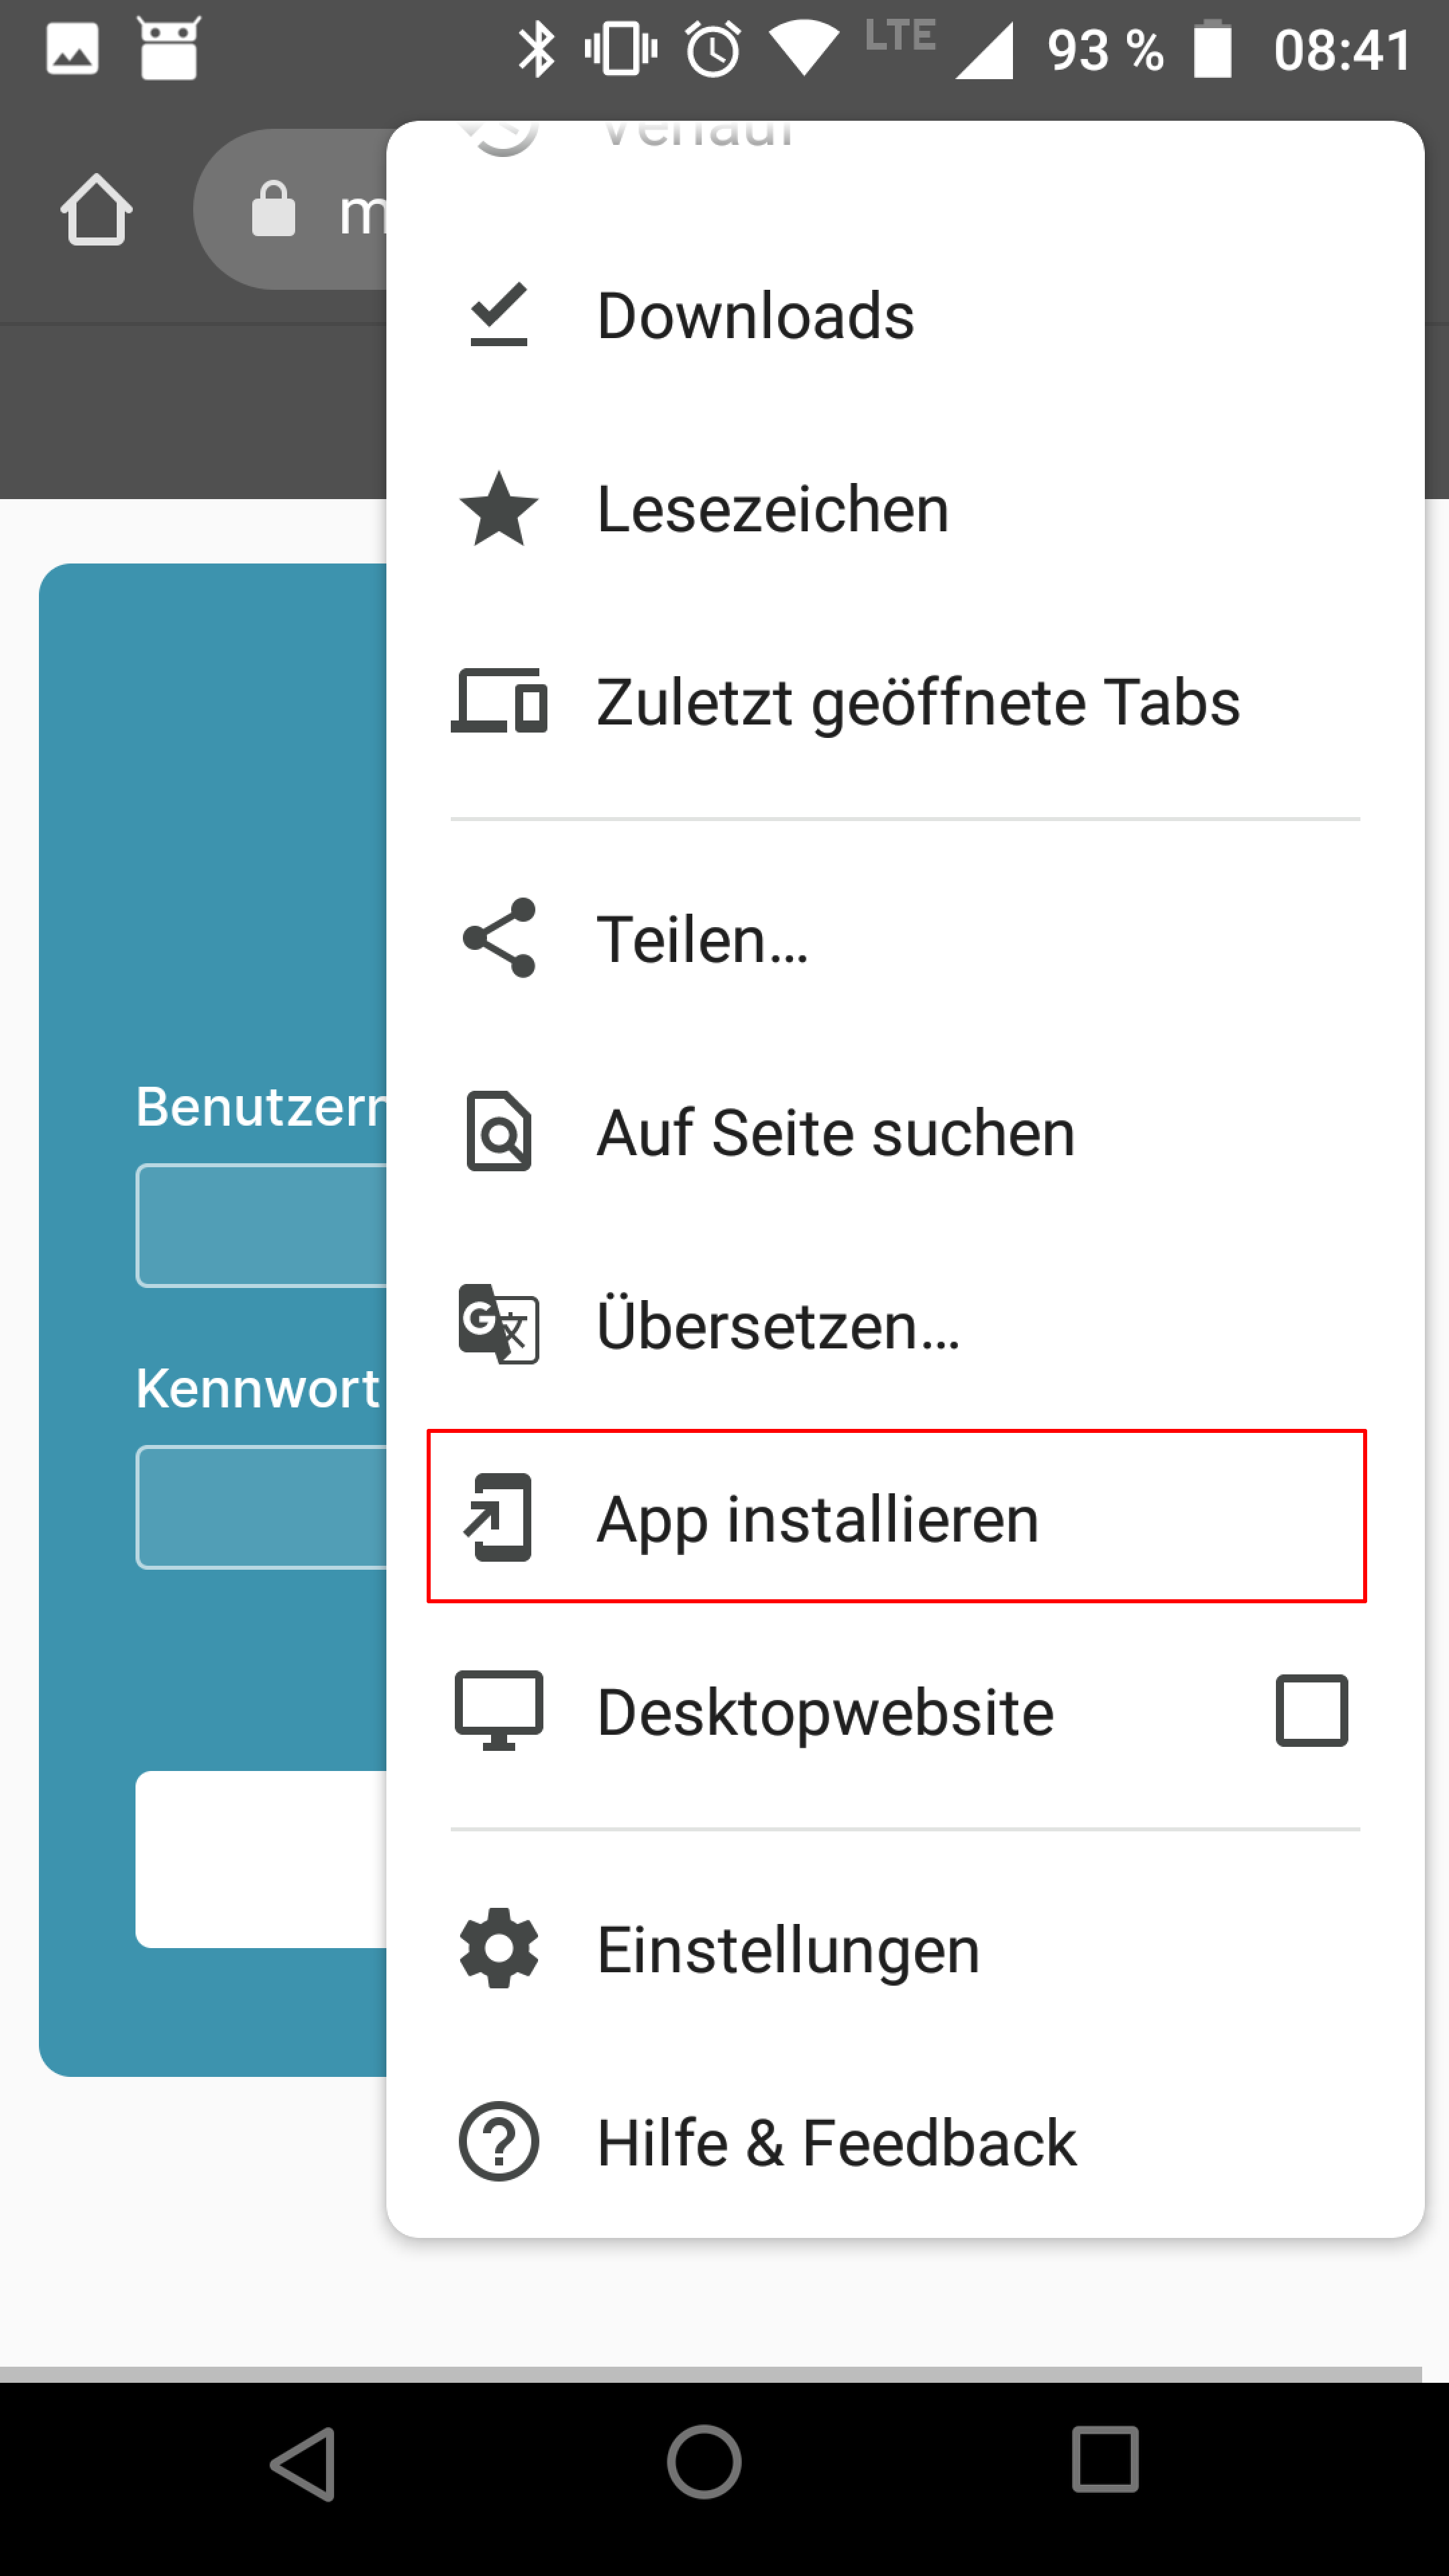 LTE 93 % 08:41
Verlauf
m
Downloads
Lesezeichen
Zuletzt geöffnete Tabs
Teilen…
Auf Seite suchen
Übersetzen…
App installieren
Desktopwebsite
Einstellungen
Hilfe & Feedback
Benutzern
Kennwort